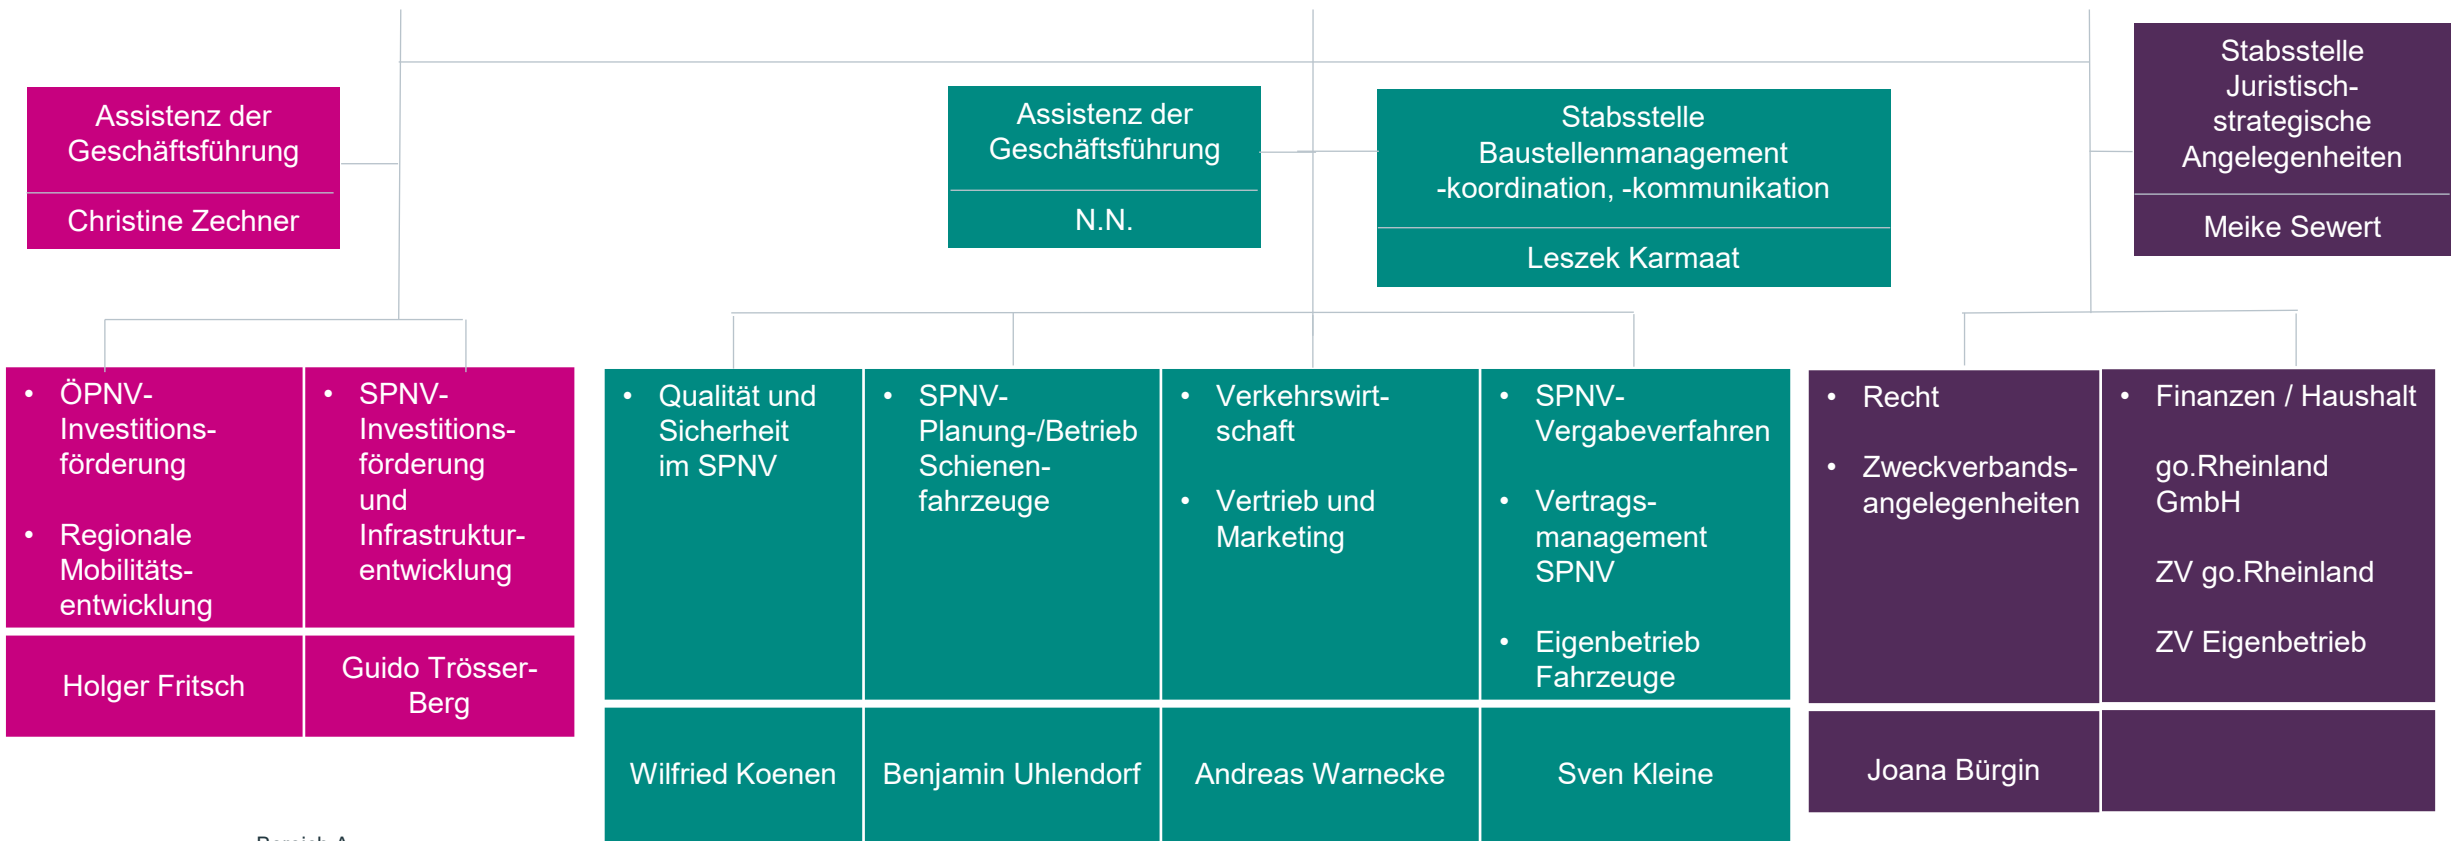 Assistenz der
Geschäftsführung
Christine Zechner
Assistenz der
Geschäftsführung
N.N.
Stabsstelle
Baustellenmanagement
-koordination, -kommunikation
Leszek Karmaat
Stabsstelle
Juristisch-
strategische
Angelegenheiten
Meike Sewert
• ÖPNV-
Investitions-
förderung
• Regionale
Mobilitäts-
entwicklung
Holger Fritsch
• SPNV-
Investitions-
förderung
und
Infrastruktur-
entwicklung
Guido Trösser-
Berg
• Qualität und
Sicherheit
im SPNV
Wilfried Koenen
• SPNV-
Planung-/Betrieb
Schienen-
fahrzeuge
Benjamin Uhlendorf
• Verkehrswirt-
schaft
• Vertrieb und
Marketing
Andreas Warnecke
• SPNV-
Vergabeverfahren
• Vertrags-
management
SPNV
• Eigenbetrieb
Fahrzeuge
Sven Kleine
• Recht
• Zweckverbands-
angelegenheiten
Joana Bürgin
• Finanzen / Haushalt
go.Rheinland
GmbH
ZV go.Rheinland
ZV Eigenbetrieb
Bereich A